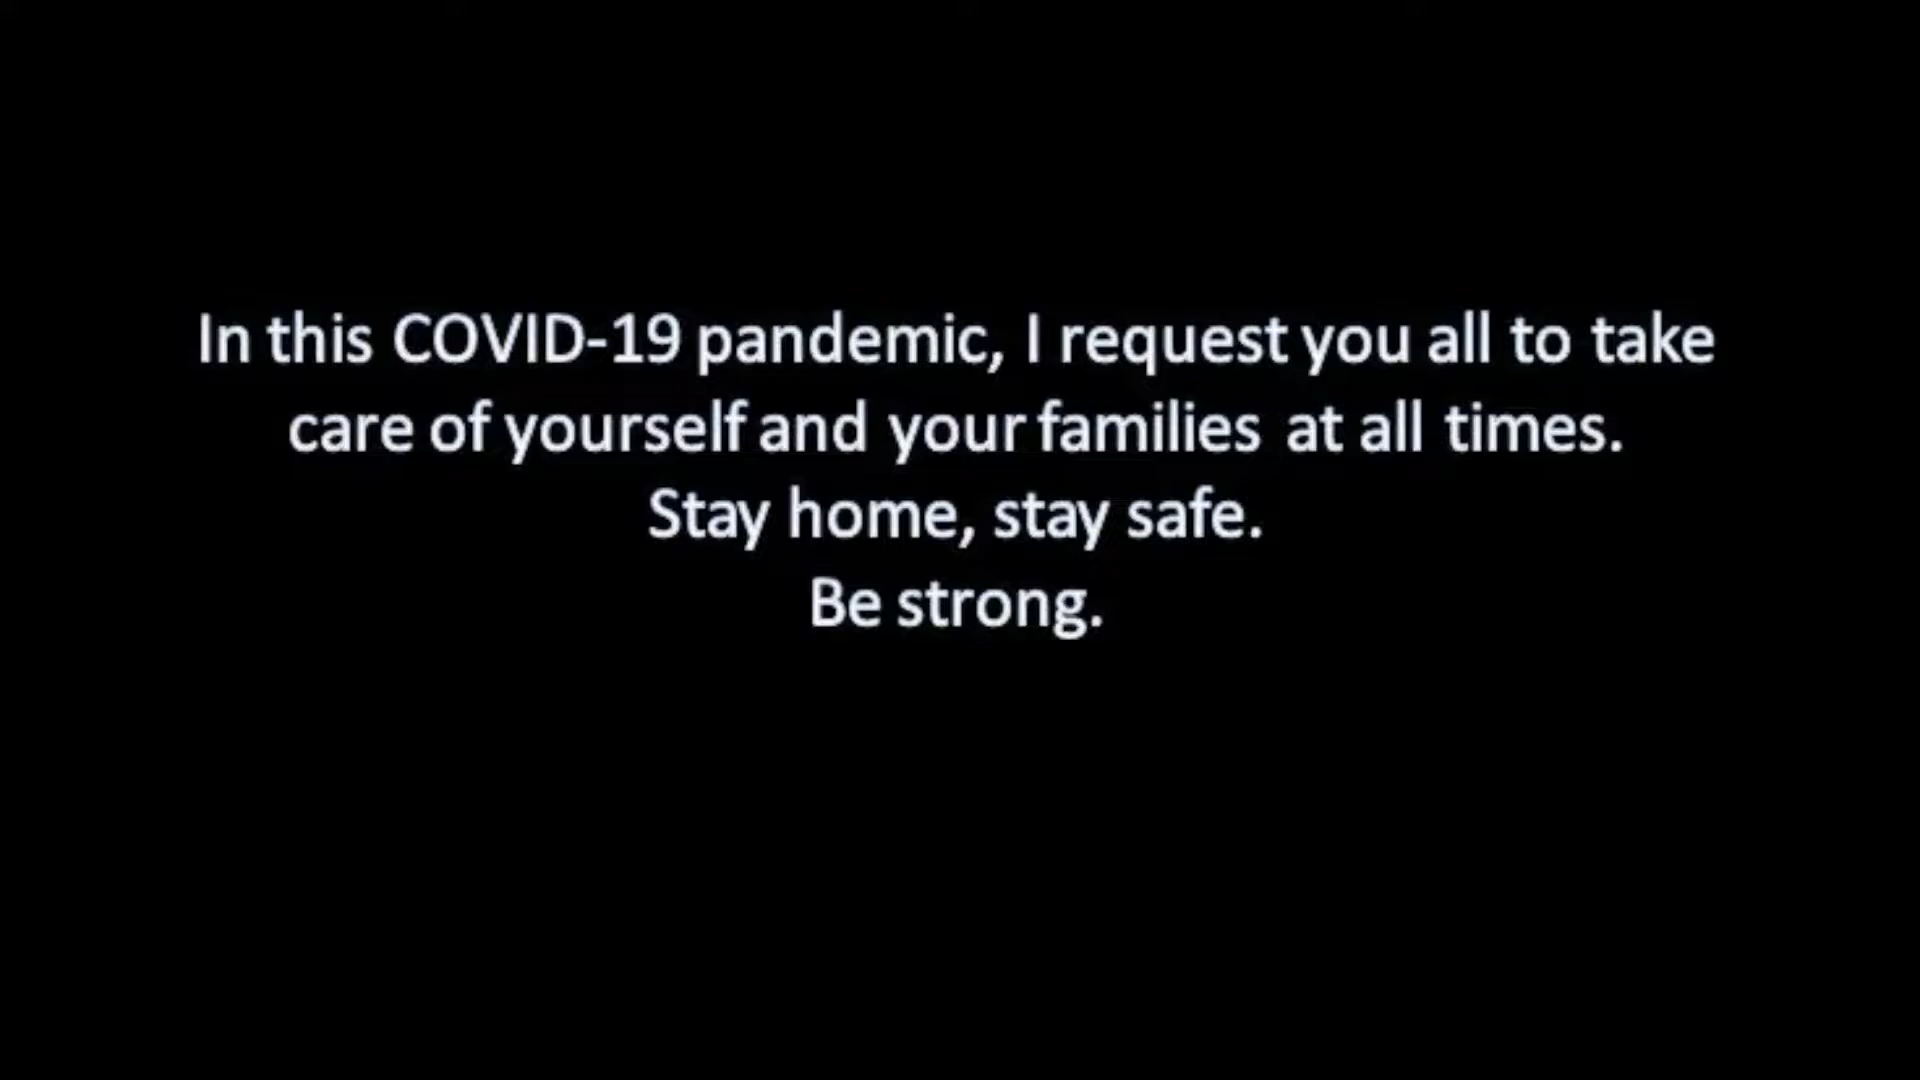 In this COVID-19 pandemic, I request you all to take
care of yourself and your families at all times.
Stay home, stay safe.
Be strong.